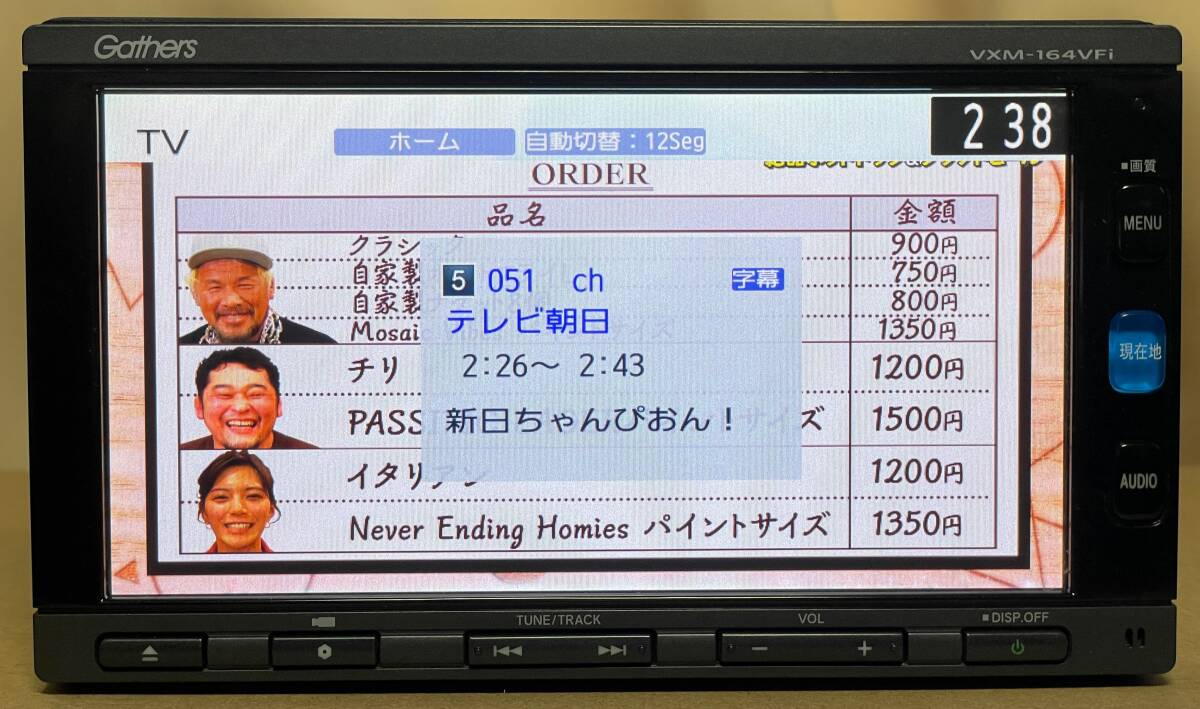 Gathers
VXM-164VFi
TV
ホーム
自動切替：12Seg
2 38
ORDER
品名
金額
900円
自家製
750円
自家製
800円
1350円
チリ
1200円
サイズ
1500円
イタリアン
1200円
Never Ending Homies パイントサイズ
1350円
5 051 ch
字幕
テレビ朝日
2:26～ 2:43
新日ちゃんぴおん！
■画質
MENU
現在地
AUDIO
TUNE/TRACK
VOL
■DISP.OFF